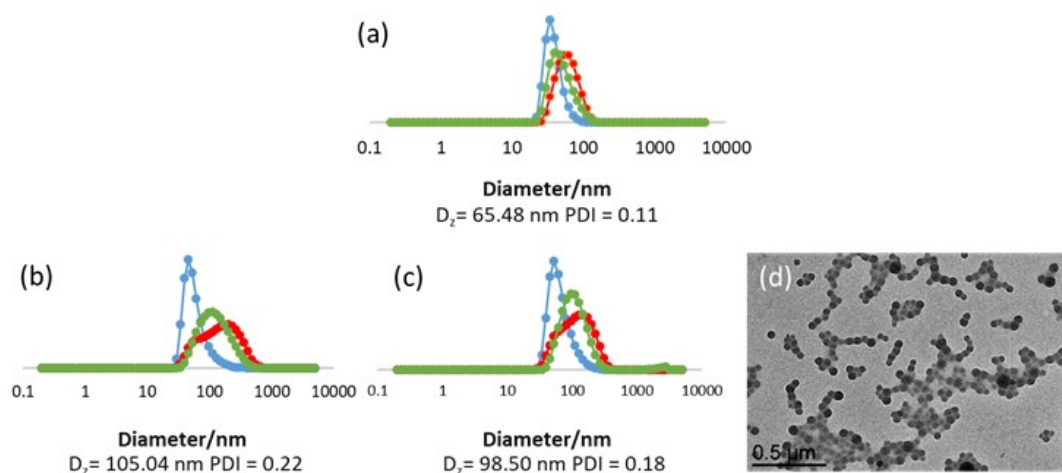 (a)
0.1 1 10 100 1000 10000
Diameter/nm
Dz= 65.48 nm PDI = 0.11
(b)
0.1 1 10 100 1000 10000
Diameter/nm
Dz= 105.04 nm PDI = 0.22
(c)
0.1 1 10 100 1000 10000
Diameter/nm
Dz= 98.50 nm PDI = 0.18
(d)
0.5 µm